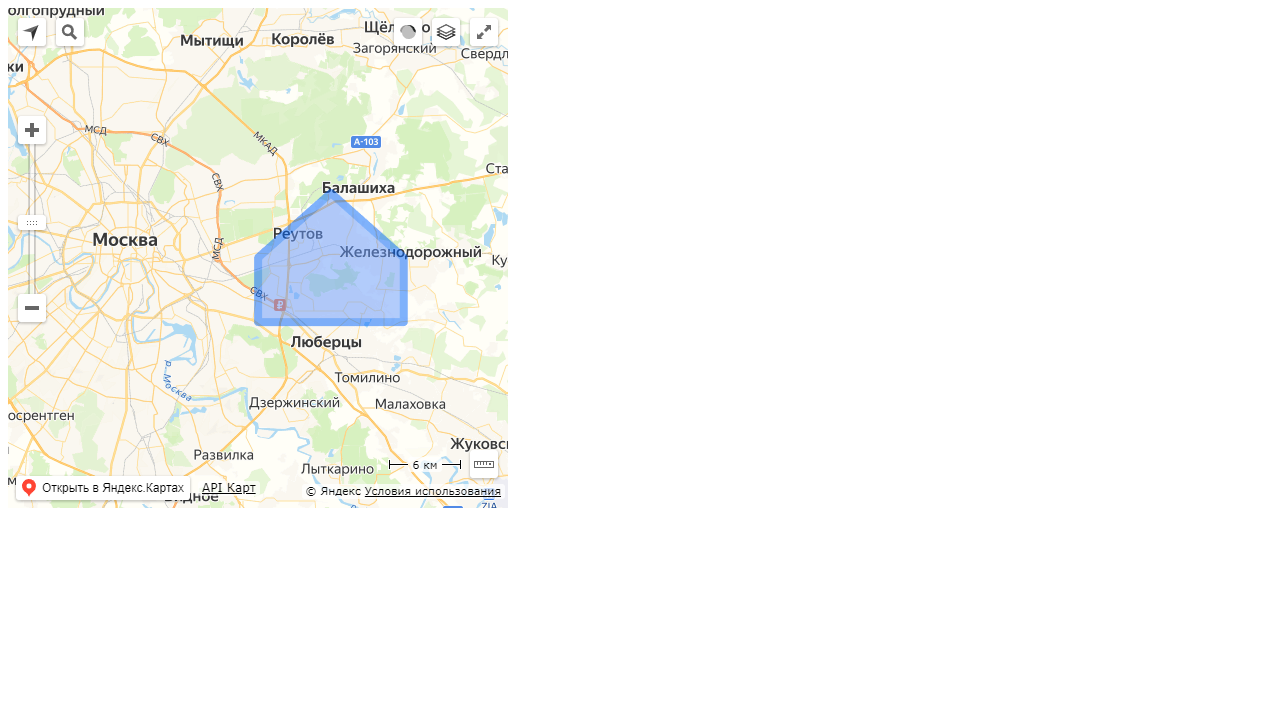 олгопрудный
Щёл
о
Мытищи
Королёв
Загорянский
Свердл
ки
МСД
СВХ
МКАД
А-103
Ста
СВХ
Балашиха
Реутов
Москва
МСД
Железнодорожный
Ку
СВХ
Люберцы
р. Москва
Томилино
Дзержинский
Малаховка
осрентген
Жуковс
Развилка
6 км
Лыткарино
м
Открыть в Яндекс.Картах
API Карт
© Яндекс Условия использования
Видное
ZIA